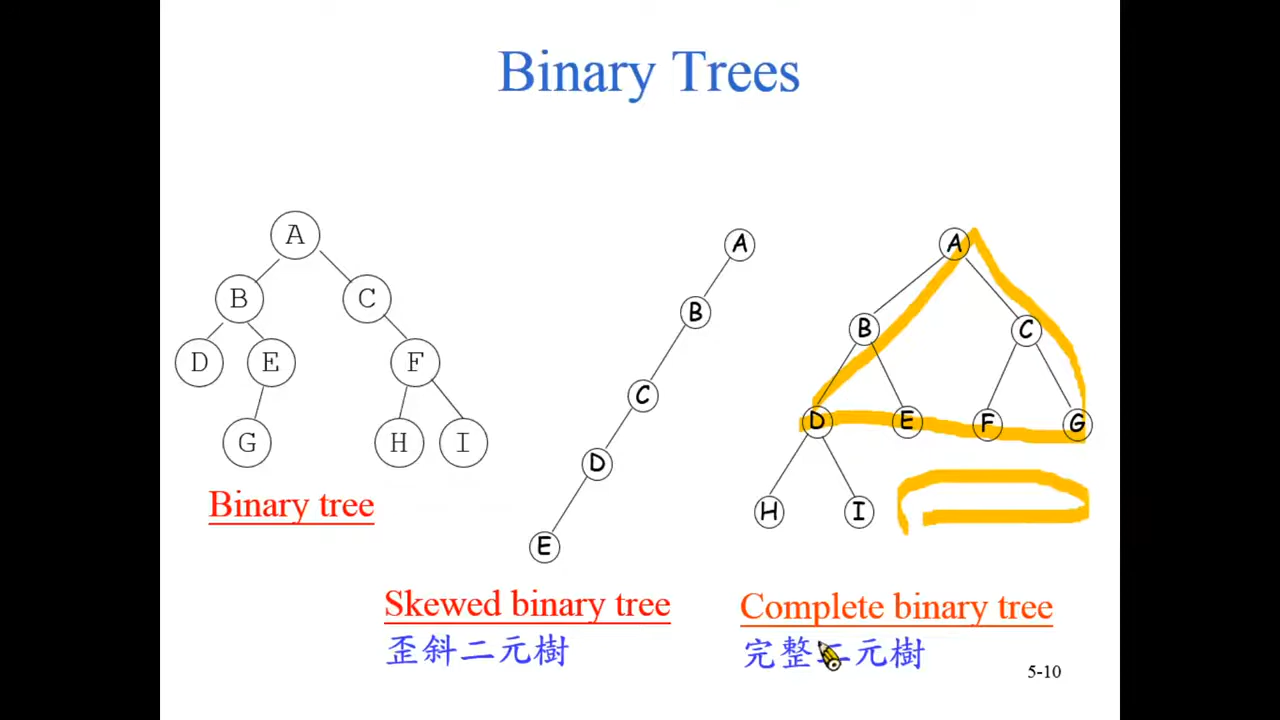 Binary Trees
A
B C
D E F
G H I
Binary tree
A
B
C
D
E
Skewed binary tree
歪斜二元樹
A
B C
D E F G
H I
Complete binary tree
完整二元樹
5-10